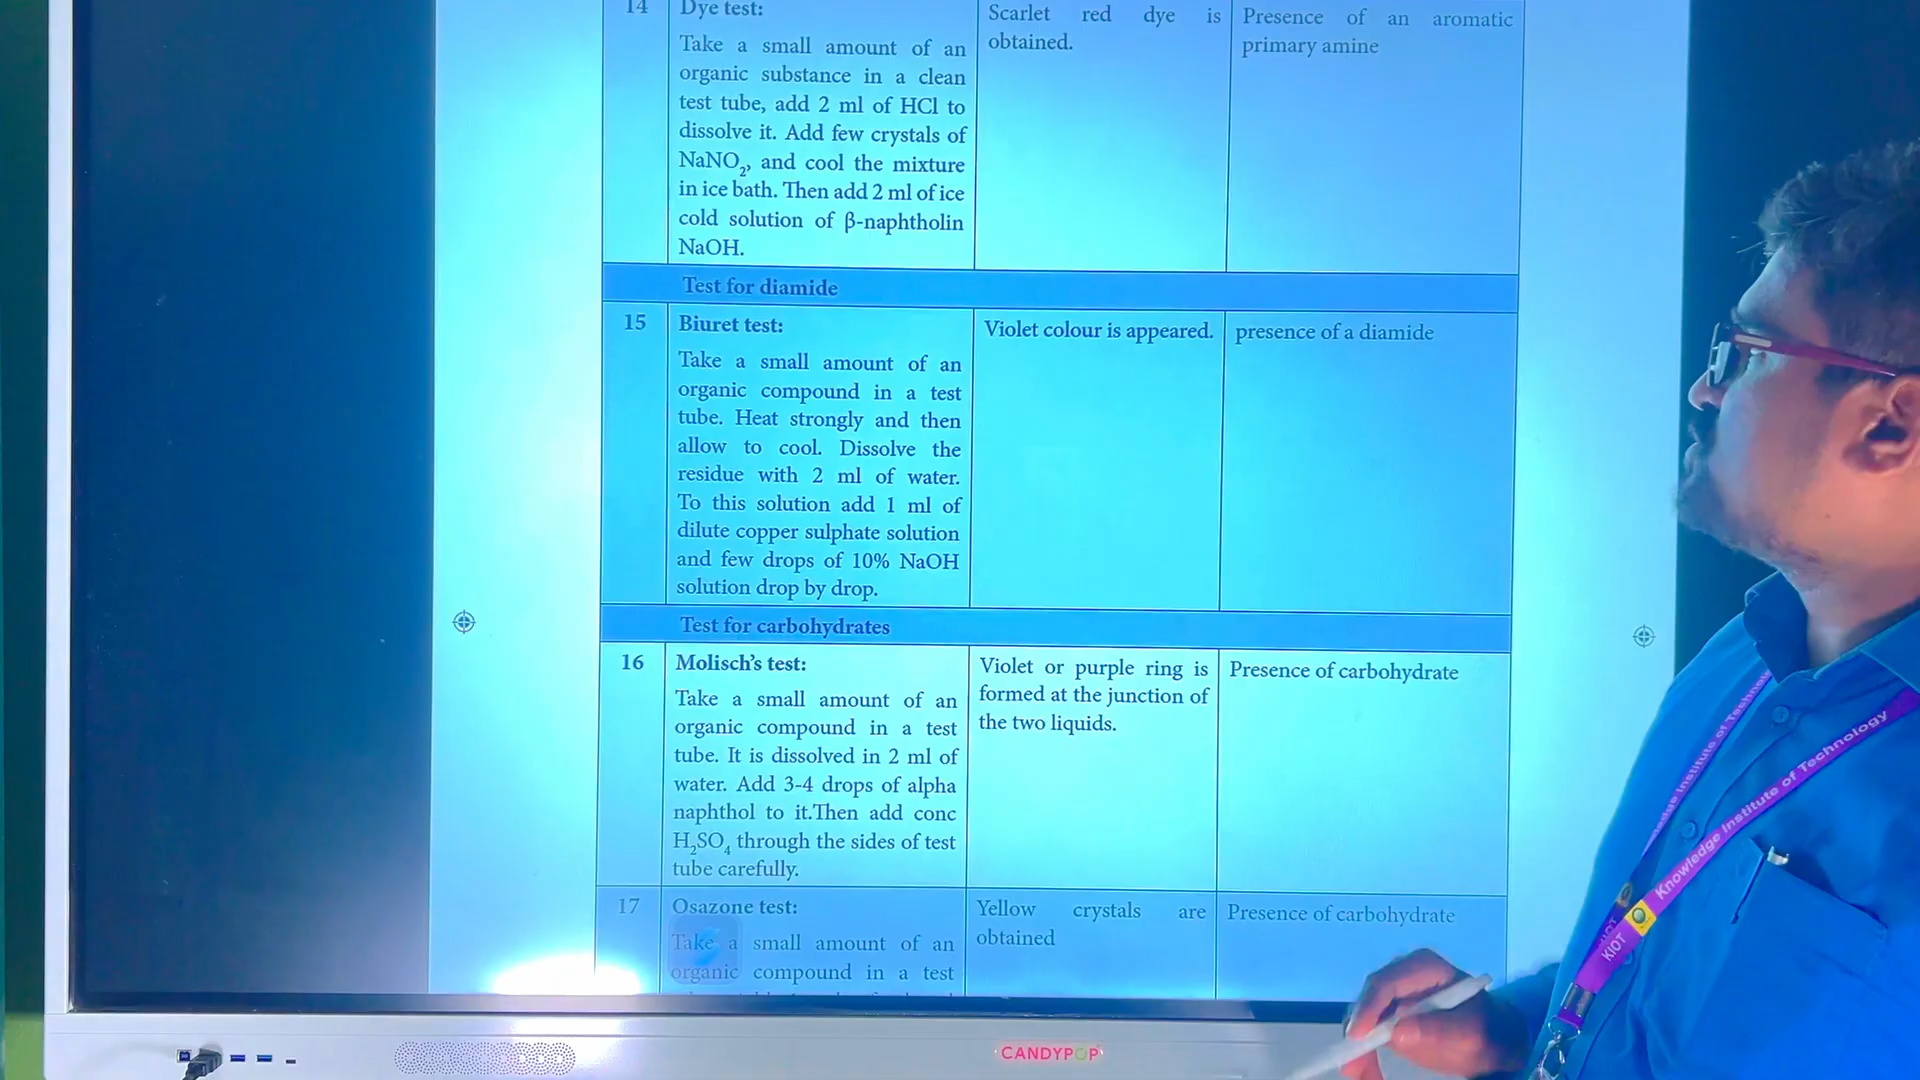 14
Dye test:
Take a small amount of an
organic substance in a clean
test tube, add 2 ml of HCl to
dissolve it. Add few crystals of
NaNO₂, and cool the mixture
in ice bath. Then add 2 ml of ice
cold solution of β-naphtholin
NaOH.
Scarlet red dye is
obtained.
Presence of an aromatic
primary amine
Test for diamide
15
Biuret test:
Take a small amount of an
organic compound in a test
tube. Heat strongly and then
allow to cool. Dissolve the
residue with 2 ml of water.
To this solution add 1 ml of
dilute copper sulphate solution
and few drops of 10% NaOH
solution drop by drop.
Violet colour is appeared.
presence of a diamide
Test for carbohydrates
16
Molisch’s test:
Take a small amount of an
organic compound in a test
tube. It is dissolved in 2 ml of
water. Add 3-4 drops of alpha
naphthol to it.Then add conc
H₂SO₄ through the sides of test
tube carefully.
Violet or purple ring is
formed at the junction of
the two liquids.
Presence of carbohydrate
17
Osazone test:
Take a small amount of an
organic compound in a test
Yellow crystals are
obtained
Presence of carbohydrate
CANDYPOP
Institute of
Knowledge Institute of Technology
KIOT